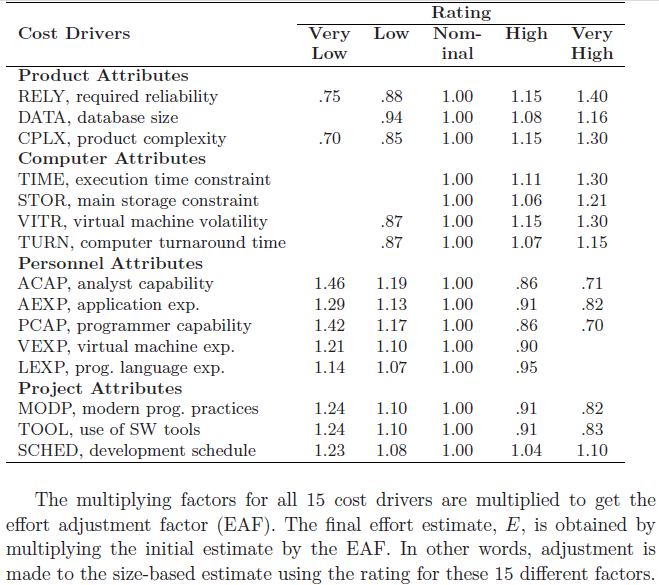 Rating
Cost Drivers Very Low Nom- High Very
Low inal High
Product Attributes
RELY, required reliability .75 .88 1.00 1.15 1.40
DATA, database size .94 1.00 1.08 1.16
CPLX, product complexity .70 .85 1.00 1.15 1.30
Computer Attributes
TIME, execution time constraint 1.00 1.11 1.30
STOR, main storage constraint 1.00 1.06 1.21
VITR, virtual machine volatility .87 1.00 1.15 1.30
TURN, computer turnaround time .87 1.00 1.07 1.15
Personnel Attributes
ACAP, analyst capability 1.46 1.19 1.00 .86 .71
AEXP, application exp. 1.29 1.13 1.00 .91 .82
PCAP, programmer capability 1.42 1.17 1.00 .86 .70
VEXP, virtual machine exp. 1.21 1.10 1.00 .90
LEXP, prog. language exp. 1.14 1.07 1.00 .95
Project Attributes
MODP, modern prog. practices 1.24 1.10 1.00 .91 .82
TOOL, use of SW tools 1.24 1.10 1.00 .91 .83
SCHED, development schedule 1.23 1.08 1.00 1.04 1.10
The multiplying factors for all 15 cost drivers are multiplied to get the
effort adjustment factor (EAF). The final effort estimate, E, is obtained by
multiplying the initial estimate by the EAF. In other words, adjustment is
made to the size-based estimate using the rating for these 15 different factors.